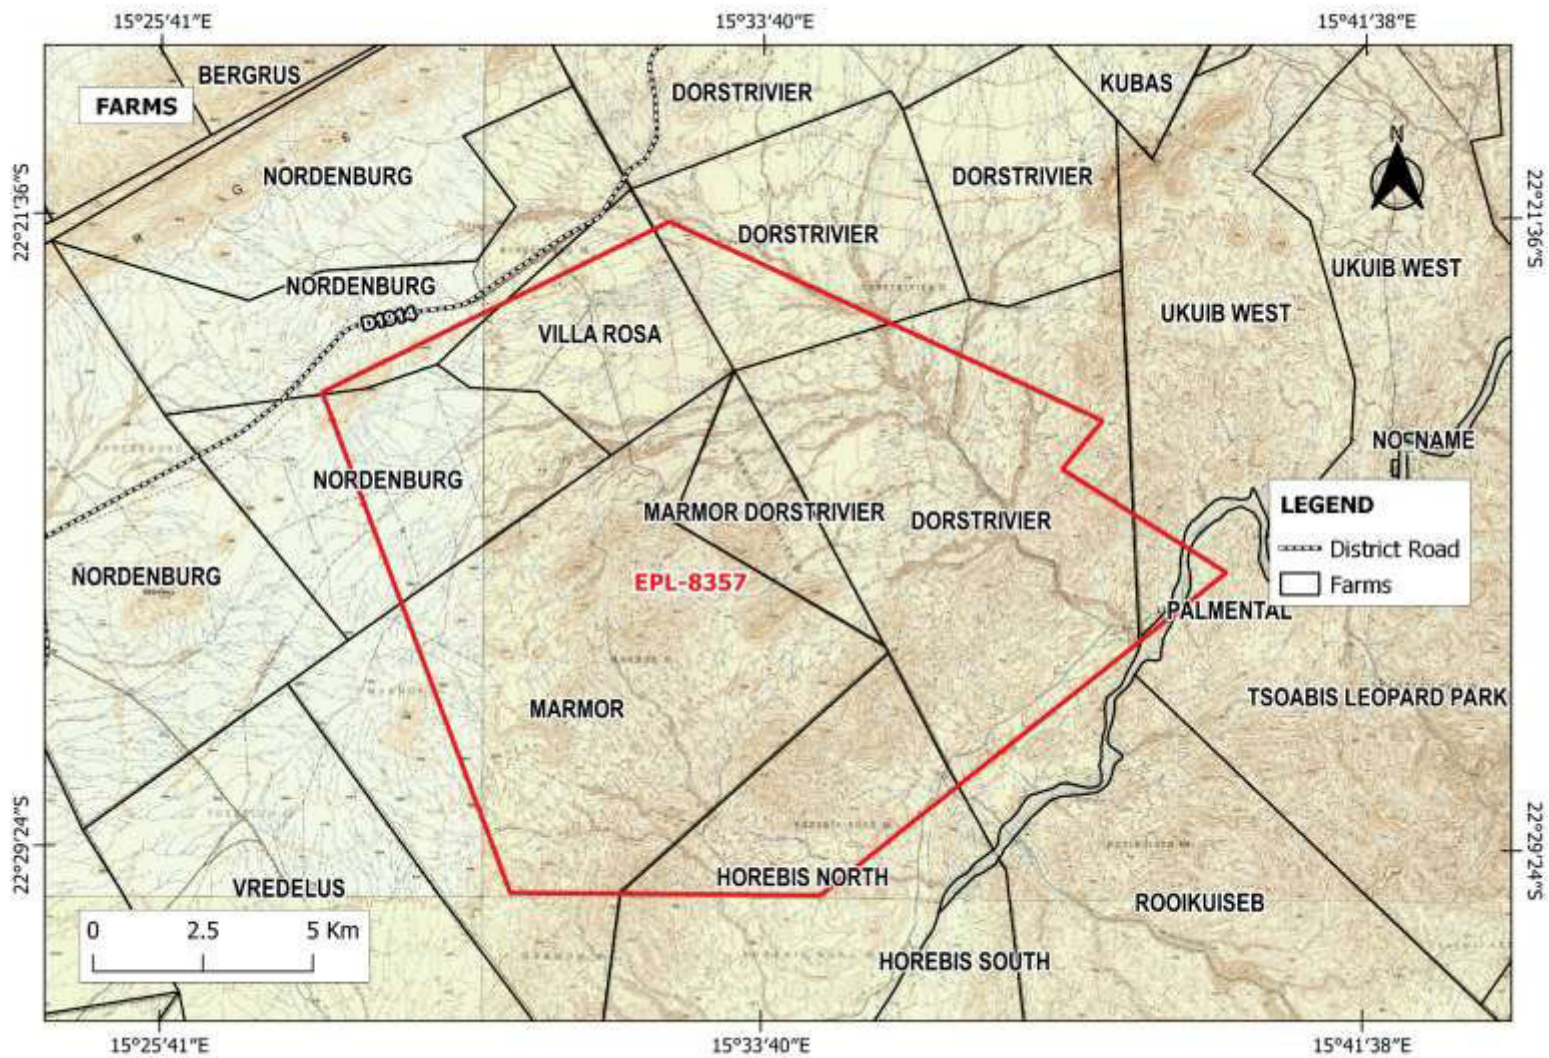 15°25'41"E
15°33'40"E
15°41'38"E
BERGRUS
FARMS
DORSTRIVIER
KUBAS
N
NORDENBURG
DORSTRIVIER
22°21'36"S
22°21'36"S
DORSTRIVIER
UKUIB WEST
NORDENBURG
D1914
VILLA ROSA
UKUIB WEST
NO NAME
NORDENBURG
MARMOR DORSTRIVIER
DORSTRIVIER
LEGEND
District Road
Farms
NORDENBURG
EPL-8357
PALMENTAL
TSOABIS LEOPARD PARK
MARMOR
22°29'24"S
22°29'24"S
VREDELUS
HOREBIS NORTH
ROOIKUISEB
0 2.5 5 Km
HOREBIS SOUTH
15°25'41"E
15°33'40"E
15°41'38"E